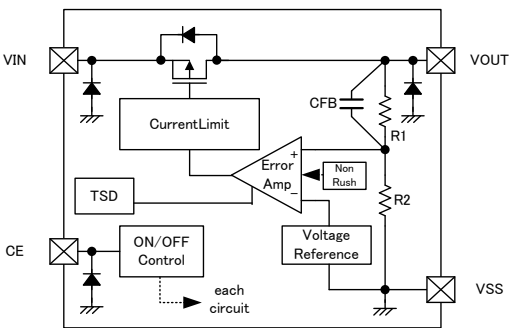 VIN
VOUT
CFB
R1
CurrentLimit
Error
Amp
+
−
Non
Rush
TSD
R2
CE
ON/OFF
Control
Voltage
Reference
each
circuit
VSS